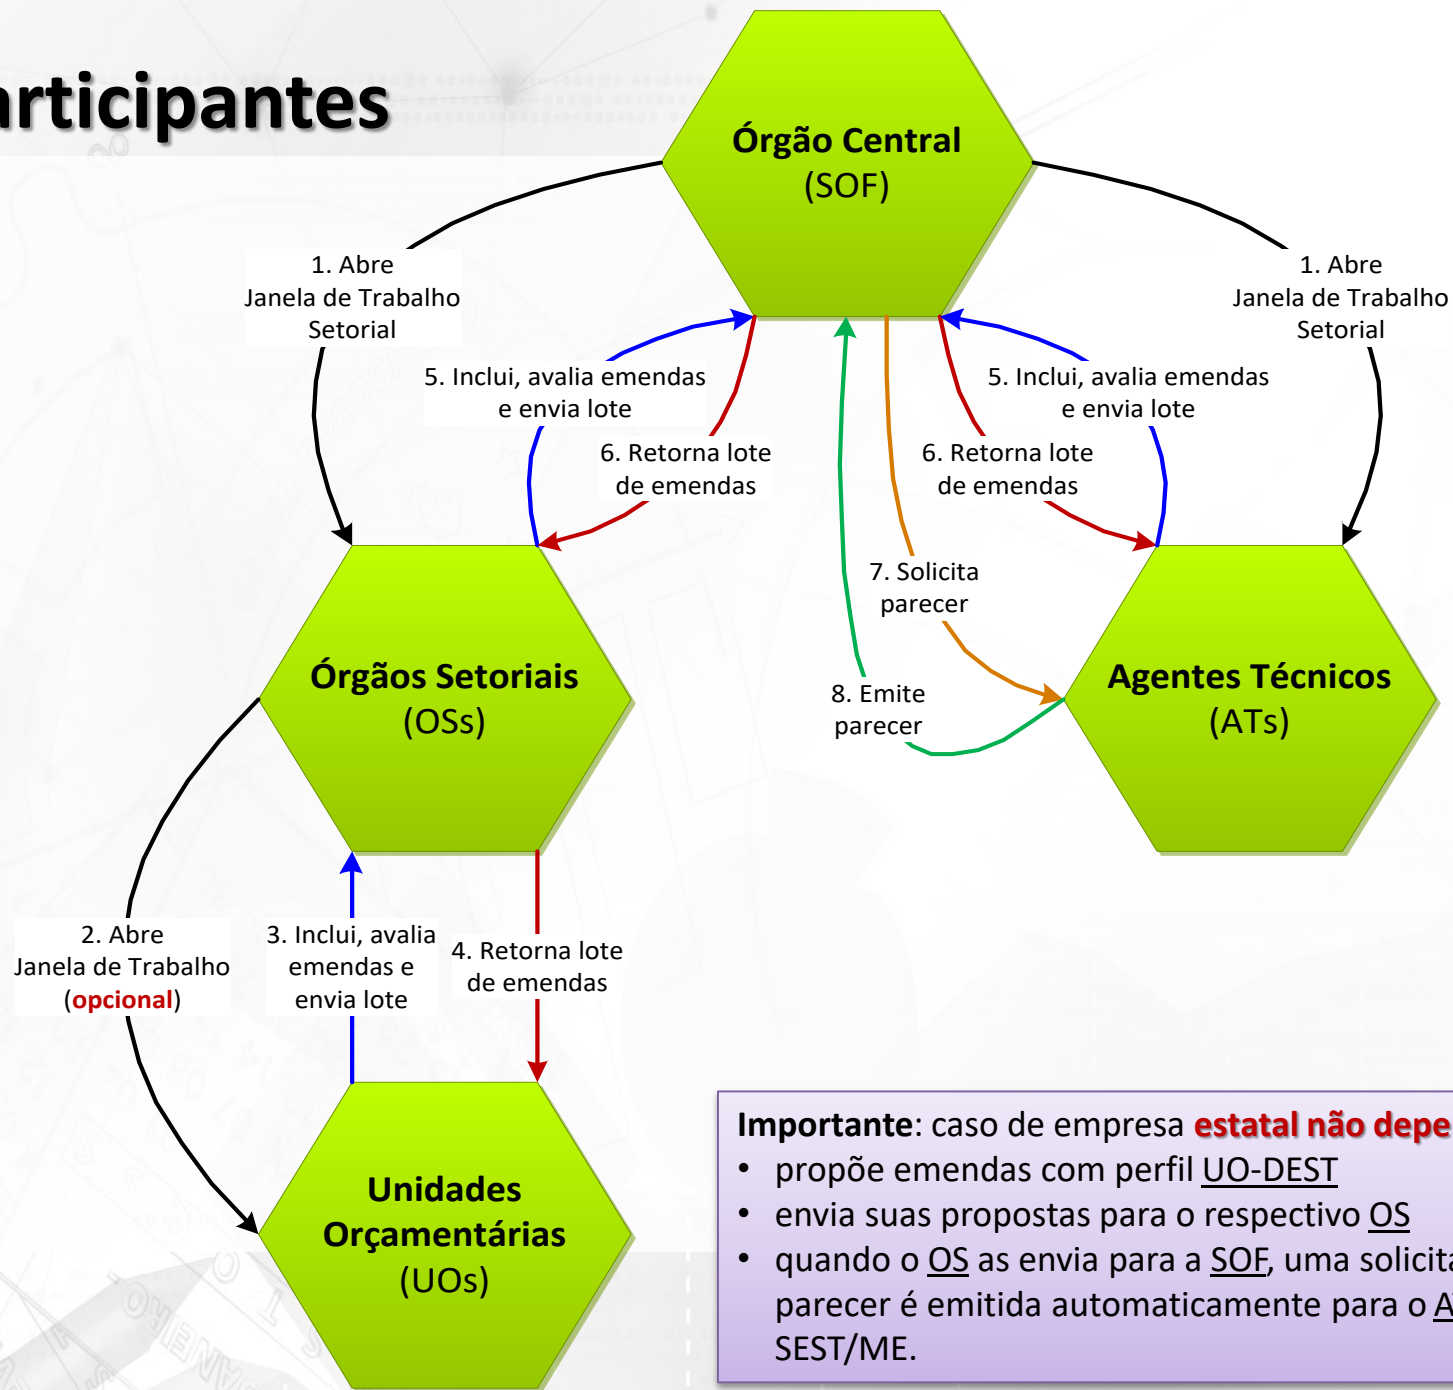 articipantes
Órgão Central
(SOF)
1. Abre
Janela de Trabalho
Setorial
1. Abre
Janela de Trabalho
Setorial
5. Inclui, avalia emendas
e envia lote
5. Inclui, avalia emendas
e envia lote
6. Retorna lote
de emendas
6. Retorna lote
de emendas
7. Solicita
parecer
Órgãos Setoriais
(OSs)
Agentes Técnicos
(ATs)
8. Emite
parecer
2. Abre
Janela de Trabalho
(opcional)
3. Inclui, avalia
emendas e
envia lote
4. Retorna lote
de emendas
Unidades
Orçamentárias
(UOs)
Importante: caso de empresa estatal não depe
• propõe emendas com perfil UO-DEST
• envia suas propostas para o respectivo OS
• quando o OS as envia para a SOF, uma solicita
parecer é emitida automaticamente para o A
SEST/ME.